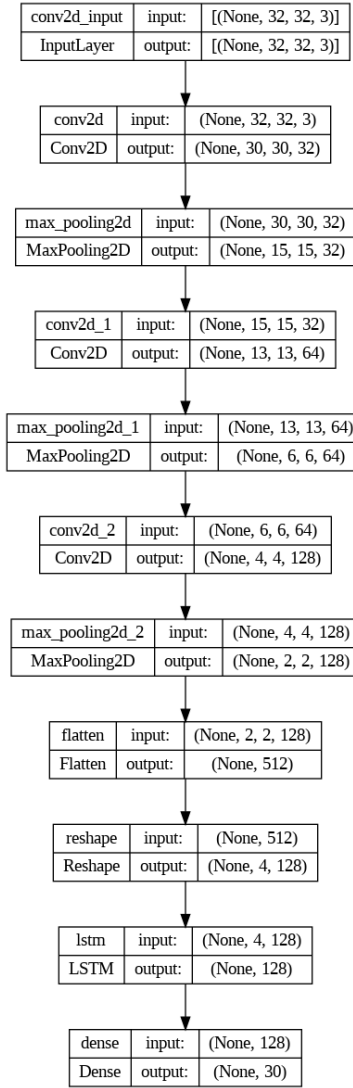 conv2d_input input: [(None, 32, 32, 3)]
InputLayer output: [(None, 32, 32, 3)]
conv2d input: (None, 32, 32, 3)
Conv2D output: (None, 30, 30, 32)
max_pooling2d input: (None, 30, 30, 32)
MaxPooling2D output: (None, 15, 15, 32)
conv2d_1 input: (None, 15, 15, 32)
Conv2D output: (None, 13, 13, 64)
max_pooling2d_1 input: (None, 13, 13, 64)
MaxPooling2D output: (None, 6, 6, 64)
conv2d_2 input: (None, 6, 6, 64)
Conv2D output: (None, 4, 4, 128)
max_pooling2d_2 input: (None, 4, 4, 128)
MaxPooling2D output: (None, 2, 2, 128)
flatten input: (None, 2, 2, 128)
Flatten output: (None, 512)
reshape input: (None, 512)
Reshape output: (None, 4, 128)
lstm input: (None, 4, 128)
LSTM output: (None, 128)
dense input: (None, 128)
Dense output: (None, 30)